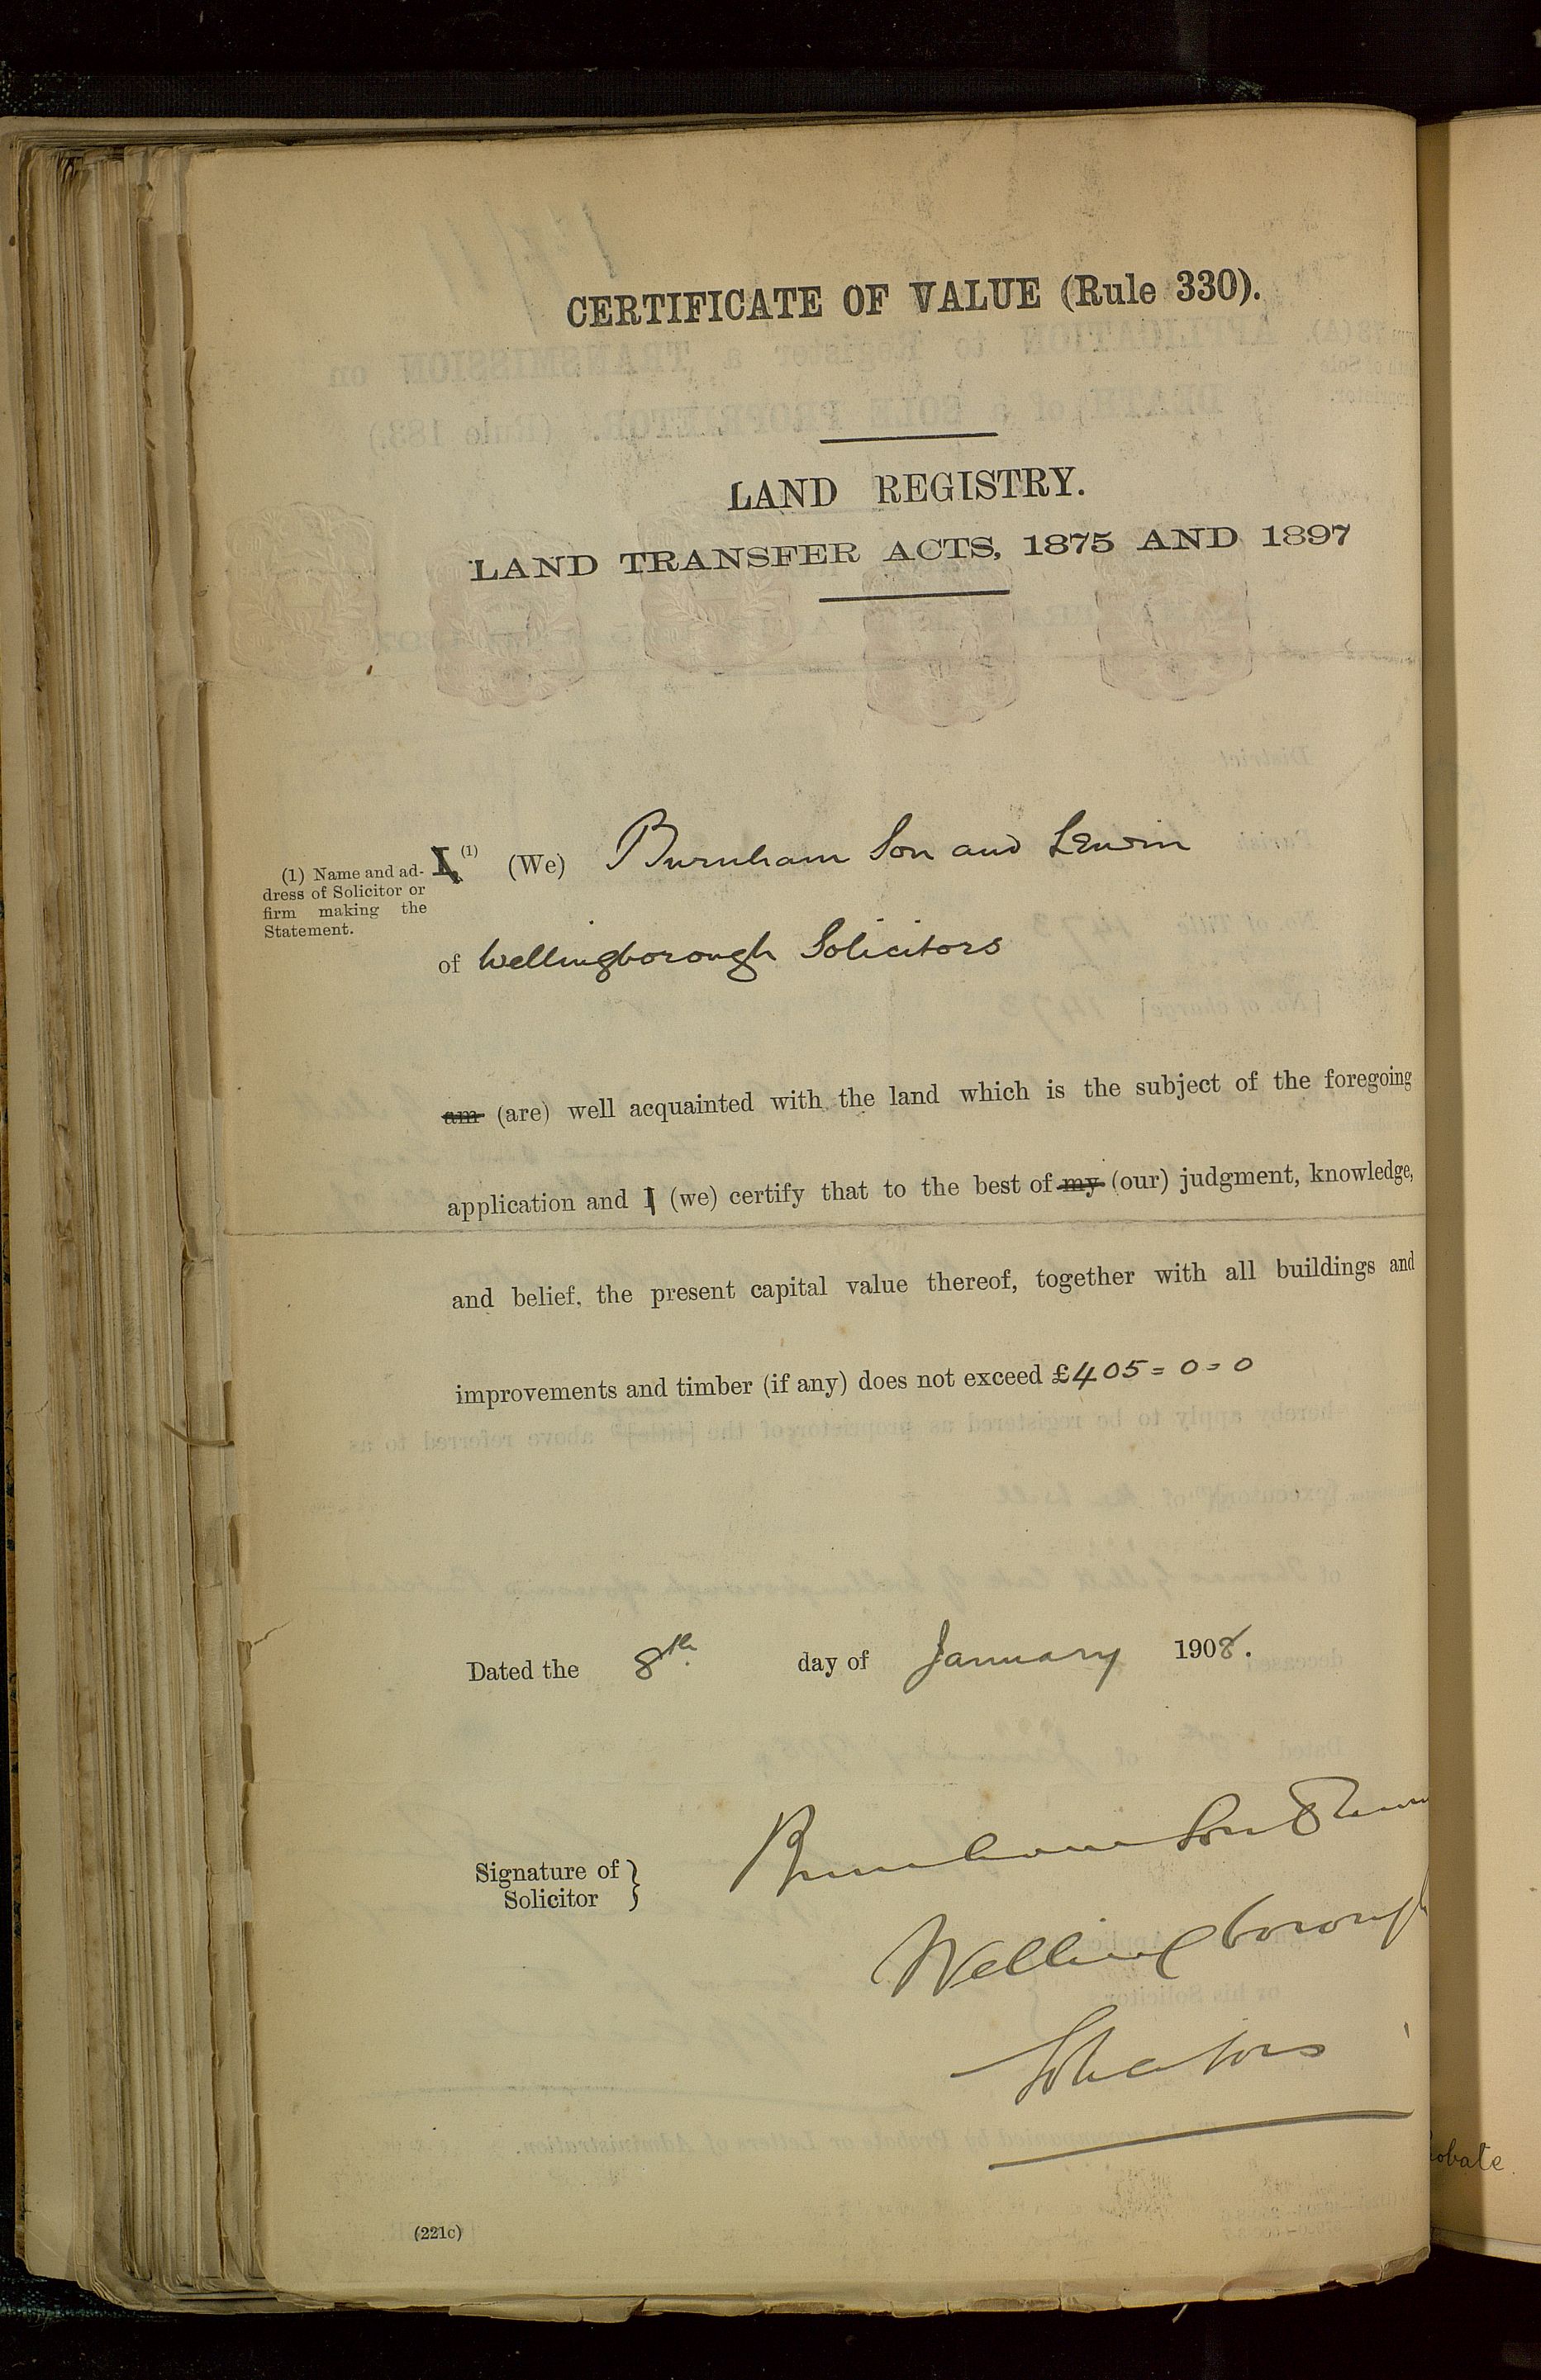 CERTIFICATE OF VALUE (Rule 330).
LAND REGISTRY.
LAND TRANSFER ACTS, 1875 AND 1897
(1) Name and ad-
dress of Solicitor or
firm making the
Statement.
I (1) (We) Burnham Son and Lewin
of Wellingborough Solicitors
am (are) well acquainted with the land which is the subject of the foregoing
application and I (we) certify that to the best of my (our) judgment, knowledge,
and belief, the present capital value thereof, together with all buildings and
improvements and timber (if any) does not exceed £405=0=0
Dated the 8th day of January 1908.
Signature of
Solicitor }
Burnham Son & Lewin
Wellingborough
Solicitors
(221c)
obate